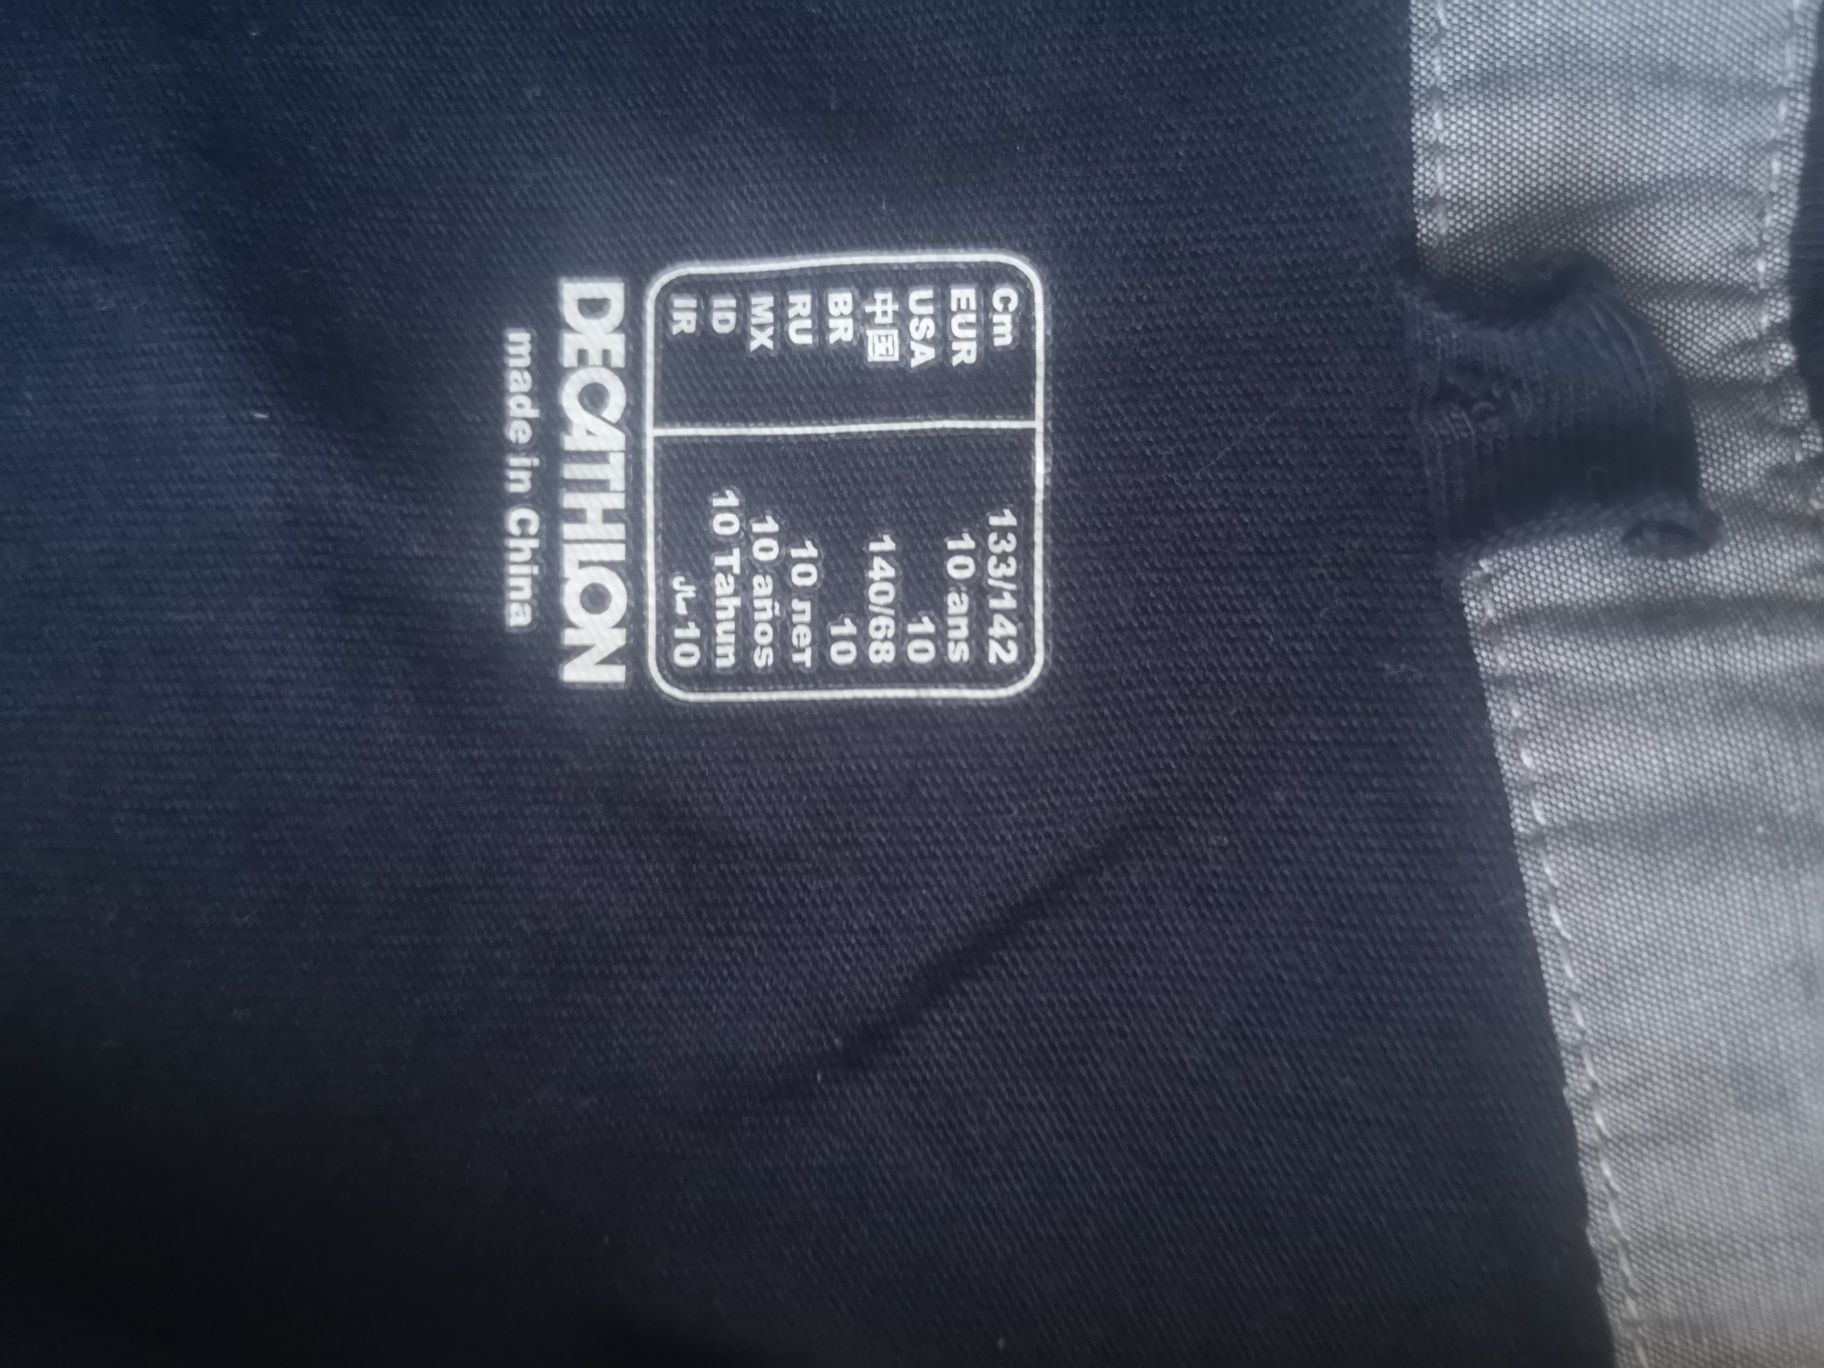 Cm 133/142
EUR 10 ans
USA 10
中国 140/68
BR 10
RU 10 лет
MX 10 años
ID 10 Tahun
IR 10 سال
DECATHLON
made in China